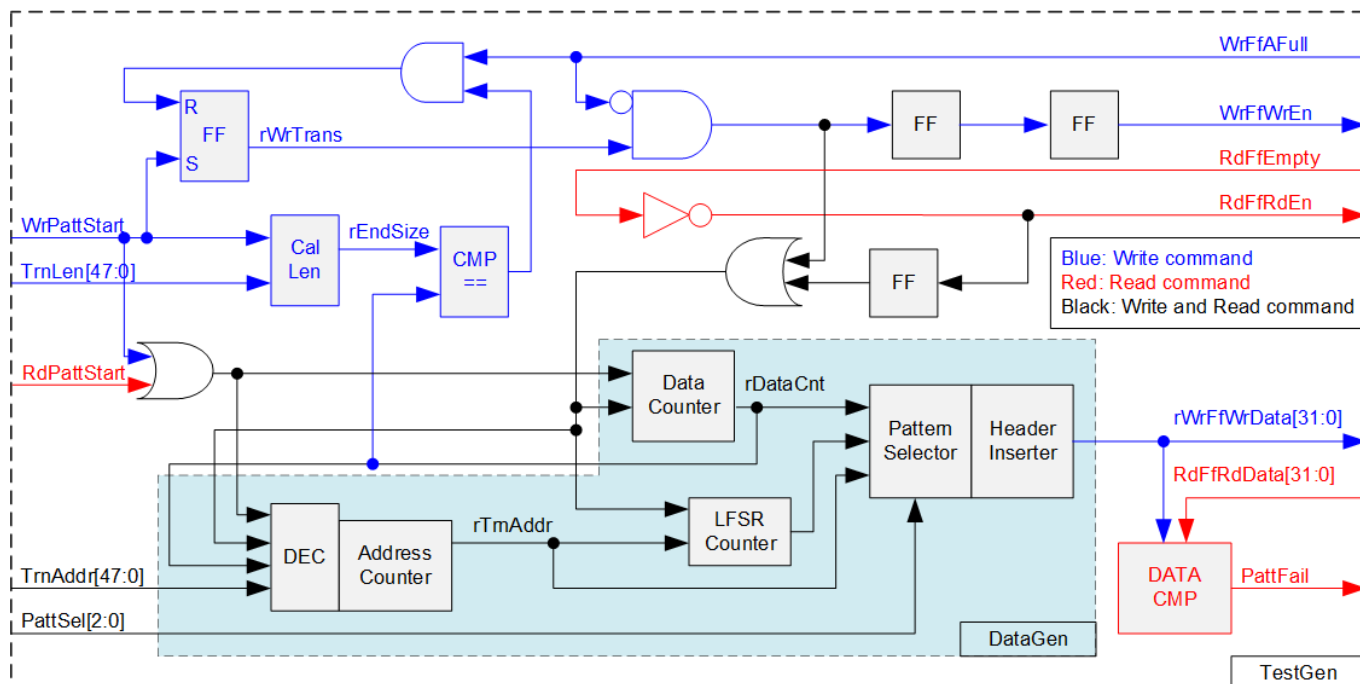 WrFfAFull
R
FF
S
rWrTrans
FF
FF
WrFfWrEn
RdFfEmpty
RdFfRdEn
WrPattStart
TrnLen[47:0]
Cal
Len
rEndSize
CMP
==
FF
Blue: Write command
Red: Read command
Black: Write and Read command
RdPattStart
Data
Counter
rDataCnt
Pattern
Selector
Header
Inserter
rWrFfWrData[31:0]
RdFfRdData[31:0]
DEC
Address
Counter
rTrnAddr
LFSR
Counter
TrnAddr[47:0]
PattSel[2:0]
DATA
CMP
PattFail
DataGen
TestGen